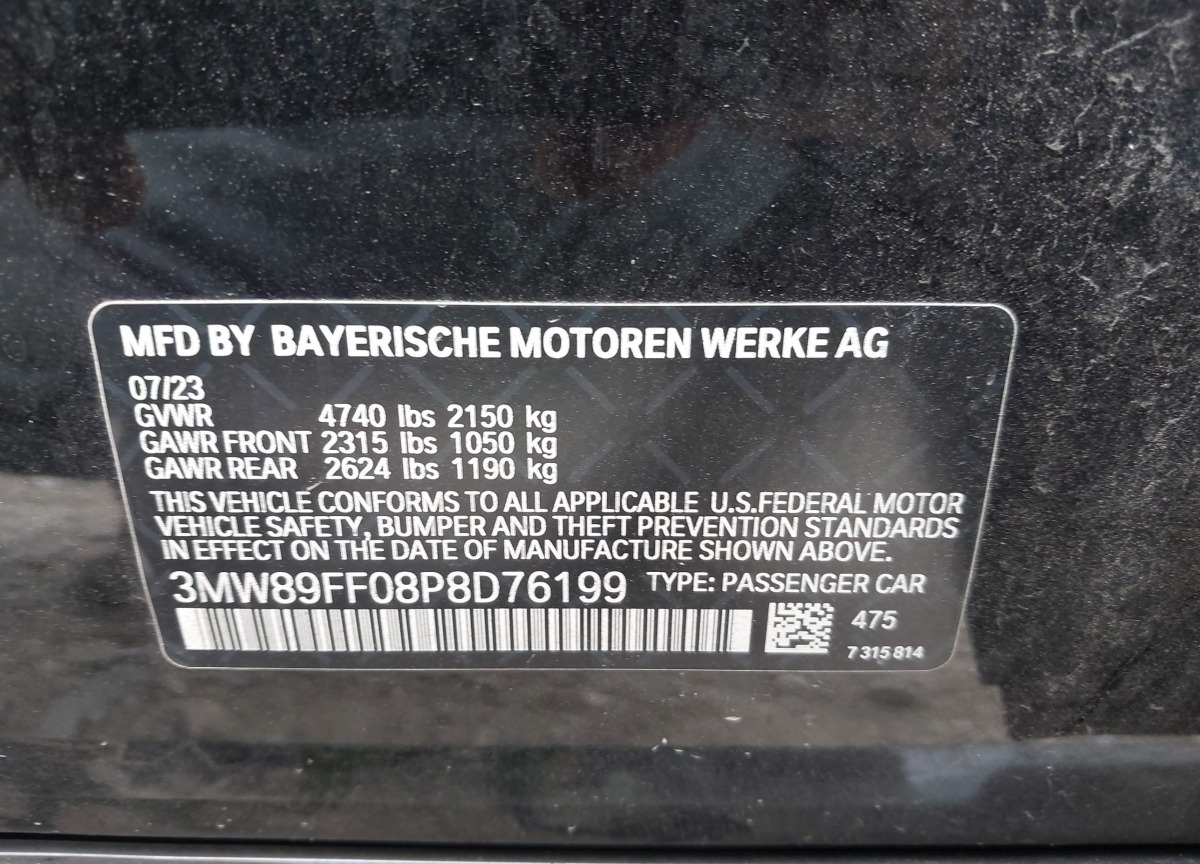 MFD BY BAYERISCHE MOTOREN WERKE AG
07/23
GVWR 4740 lbs 2150 kg
GAWR FRONT 2315 lbs 1050 kg
GAWR REAR 2624 lbs 1190 kg
THIS VEHICLE CONFORMS TO ALL APPLICABLE U.S.FEDERAL MOTOR
VEHICLE SAFETY, BUMPER AND THEFT PREVENTION STANDARDS
IN EFFECT ON THE DATE OF MANUFACTURE SHOWN ABOVE.
3MW89FF08P8D76199 TYPE: PASSENGER CAR
475
7 315 814